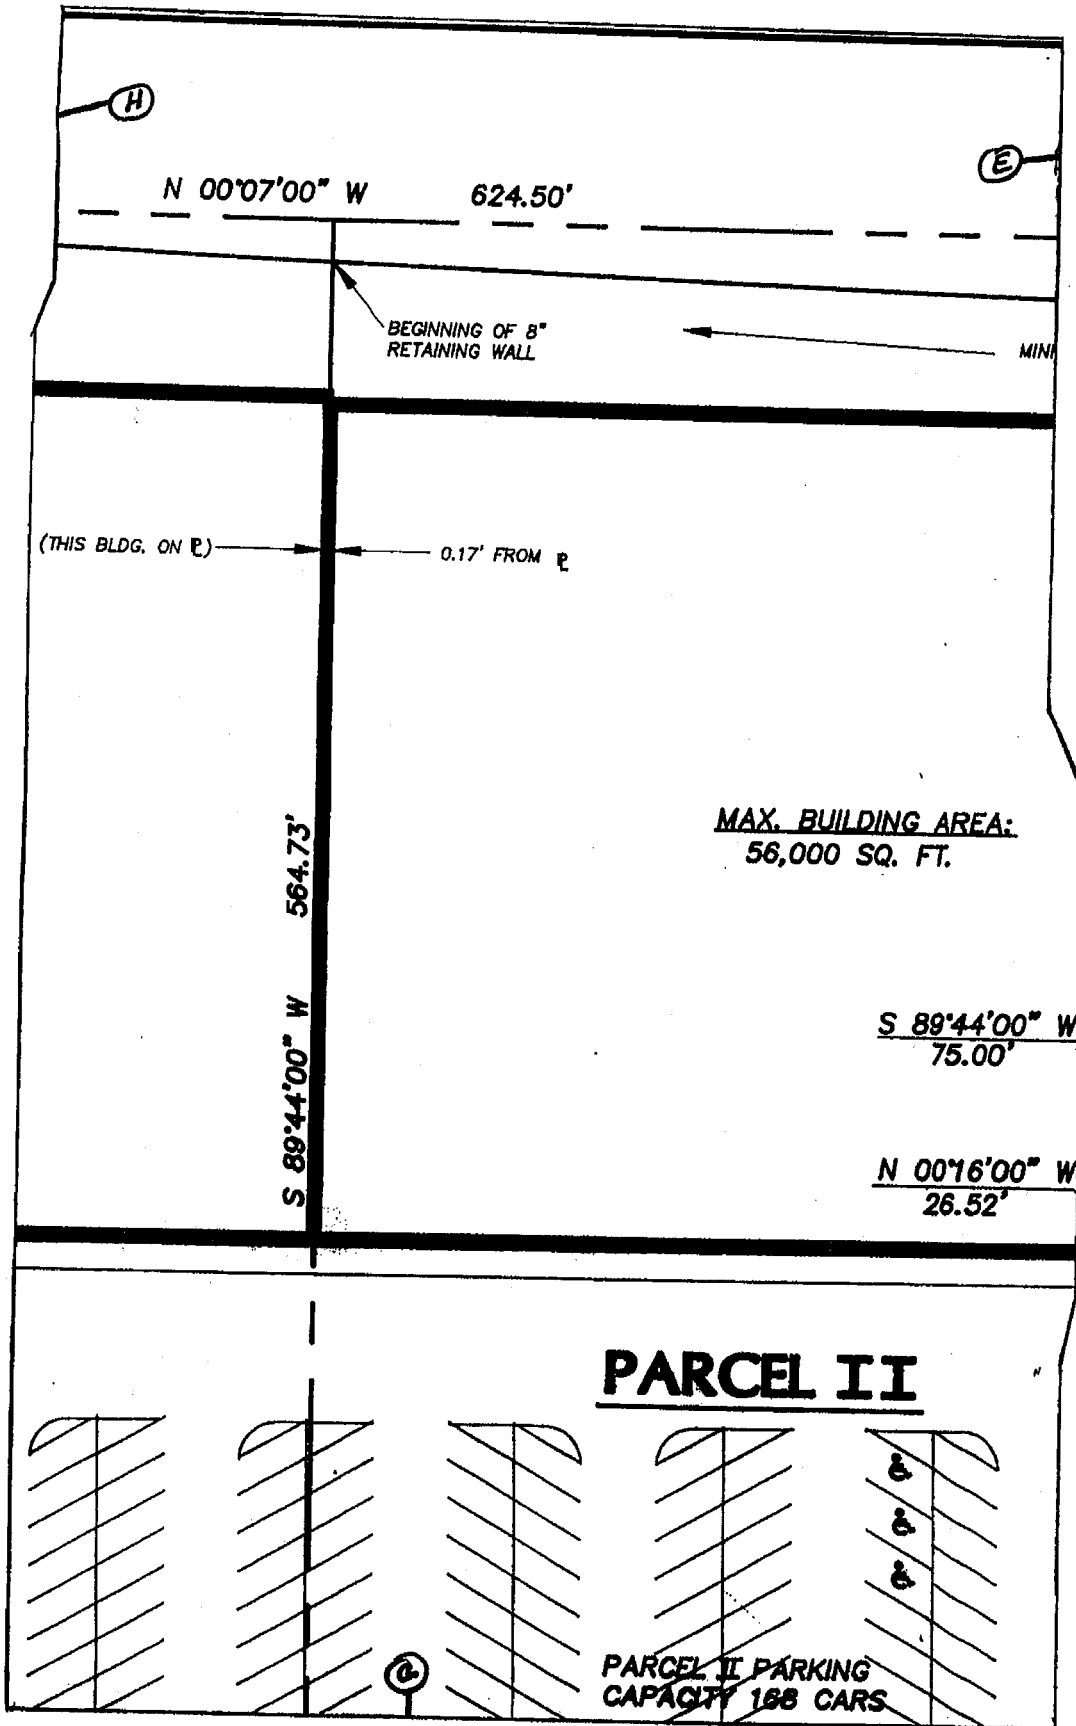 H
E
N 00°07'00" W 624.50'
BEGINNING OF 8"
RETAINING WALL
MINI
(THIS BLDG. ON ⅊)
0.17' FROM ⅊
S 89°44'00" W 564.73'
MAX. BUILDING AREA:
56,000 SQ. FT.
S 89°44'00" W
75.00'
N 00°16'00" W
26.52'
PARCEL II
PARCEL II PARKING
CAPACITY 168 CARS